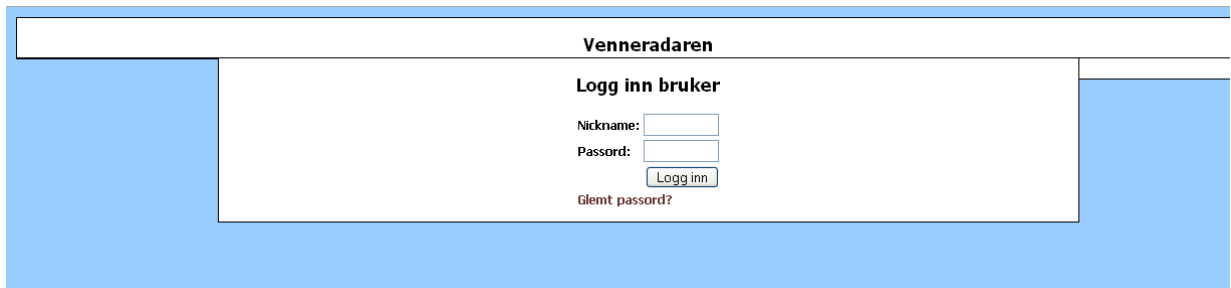 Venneradaren
Logg inn bruker
Nickname:
Passord:
Logg inn
Glemt passord?